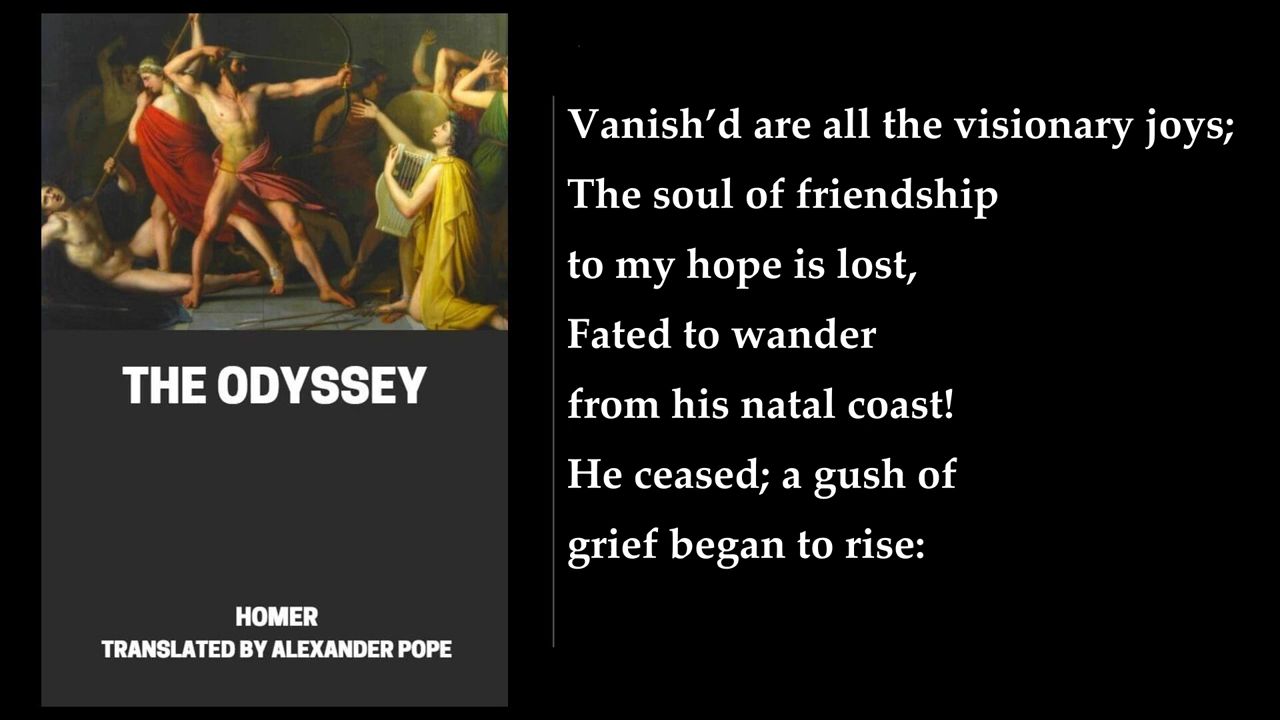 THE ODYSSEY
HOMER
TRANSLATED BY ALEXANDER POPE
Vanish’d are all the visionary joys;
The soul of friendship
to my hope is lost,
Fated to wander
from his natal coast!
He ceased; a gush of
grief began to rise: